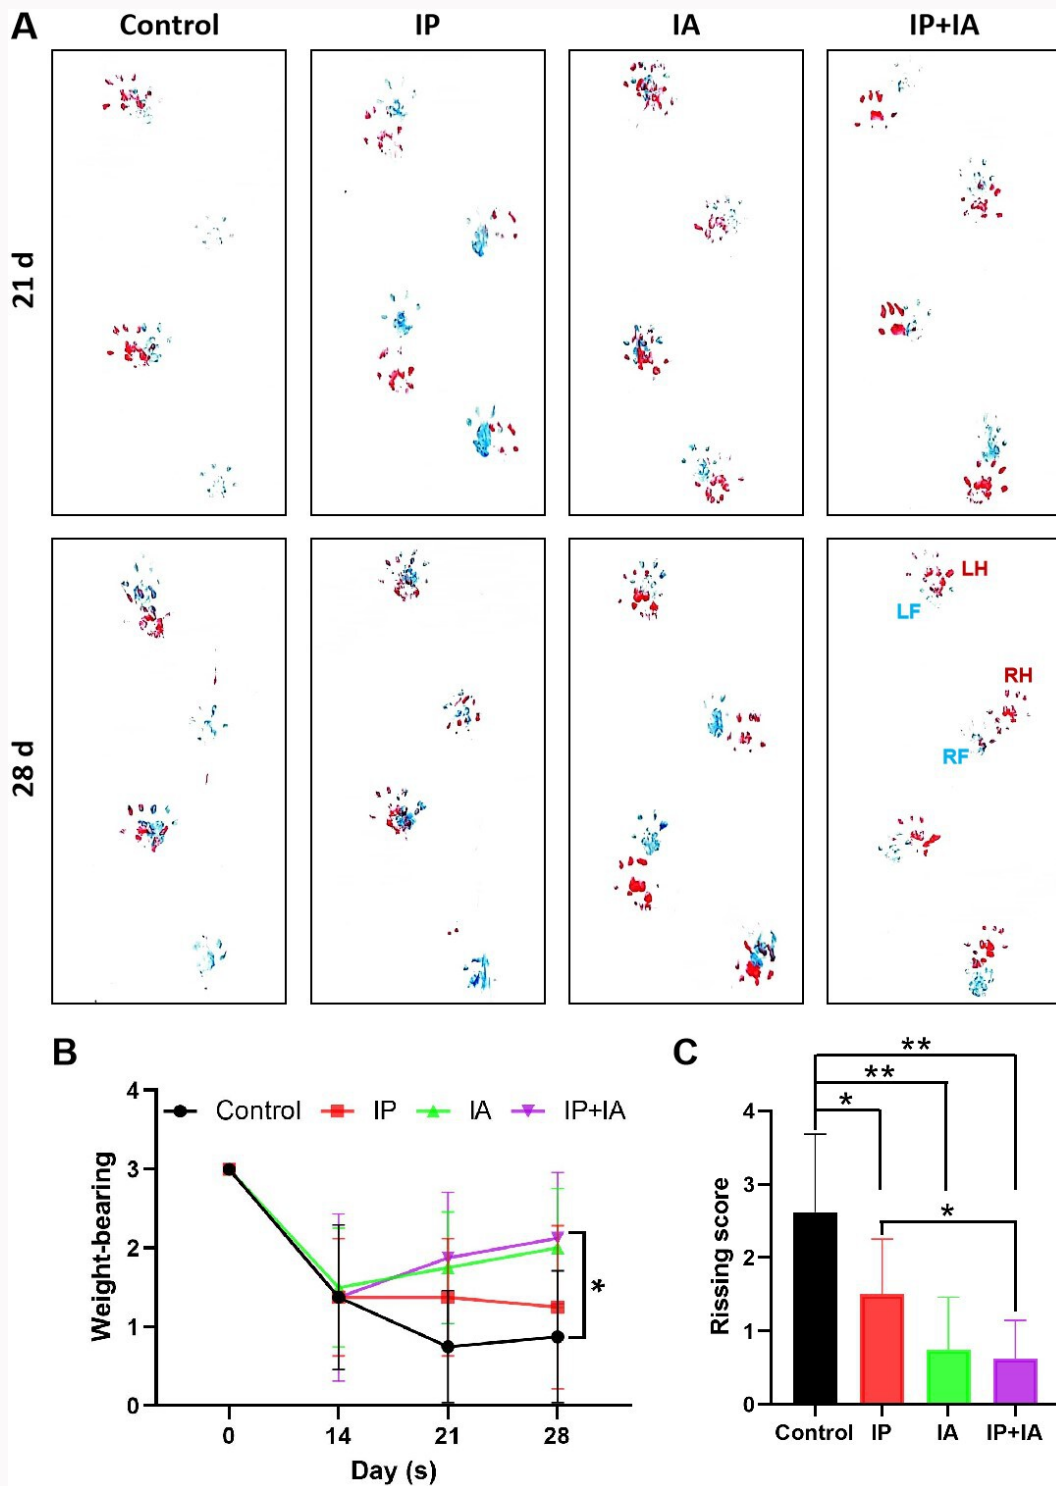 A
Control IP IA IP+IA
21 d
28 d
LH
LF
RH
RF
B
4
3
2
1
0
Weight-bearing
Control IP IA IP+IA
*
0 14 21 28
Day (s)
C
**
**
*
*
4
3
2
1
0
Rissing score
Control IP IA IP+IA